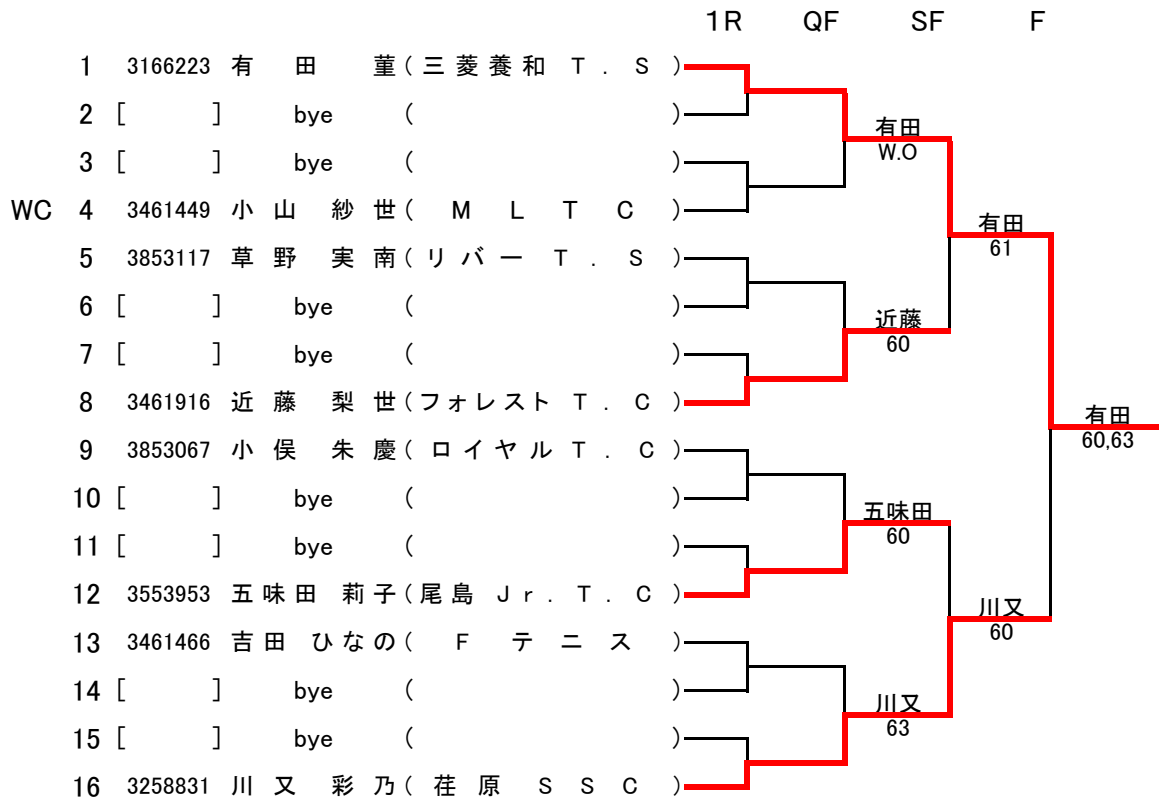 1R QF SF F
1 3166223 有田 菫 (三菱養和 T.S)
2 [ ] bye ( )
有田
W.O
3 [ ] bye ( )
WC 4 3461449 小山 紗世 (MLTC)
有田
61
5 3853117 草野 実南 (リバー T.S)
6 [ ] bye ( )
近藤
60
7 [ ] bye ( )
8 3461916 近藤 梨世 (フォレスト T.C)
有田
60,63
9 3853067 小俣 朱慶 (ロイヤル T.C)
10 [ ] bye ( )
五味田
60
11 [ ] bye ( )
12 3553953 五味田 莉子 (尾島 Jr.T.C)
川又
60
13 3461466 吉田 ひなの (F テニス)
14 [ ] bye ( )
川又
63
15 [ ] bye ( )
16 3258831 川又 彩乃 (荏原 SSC)